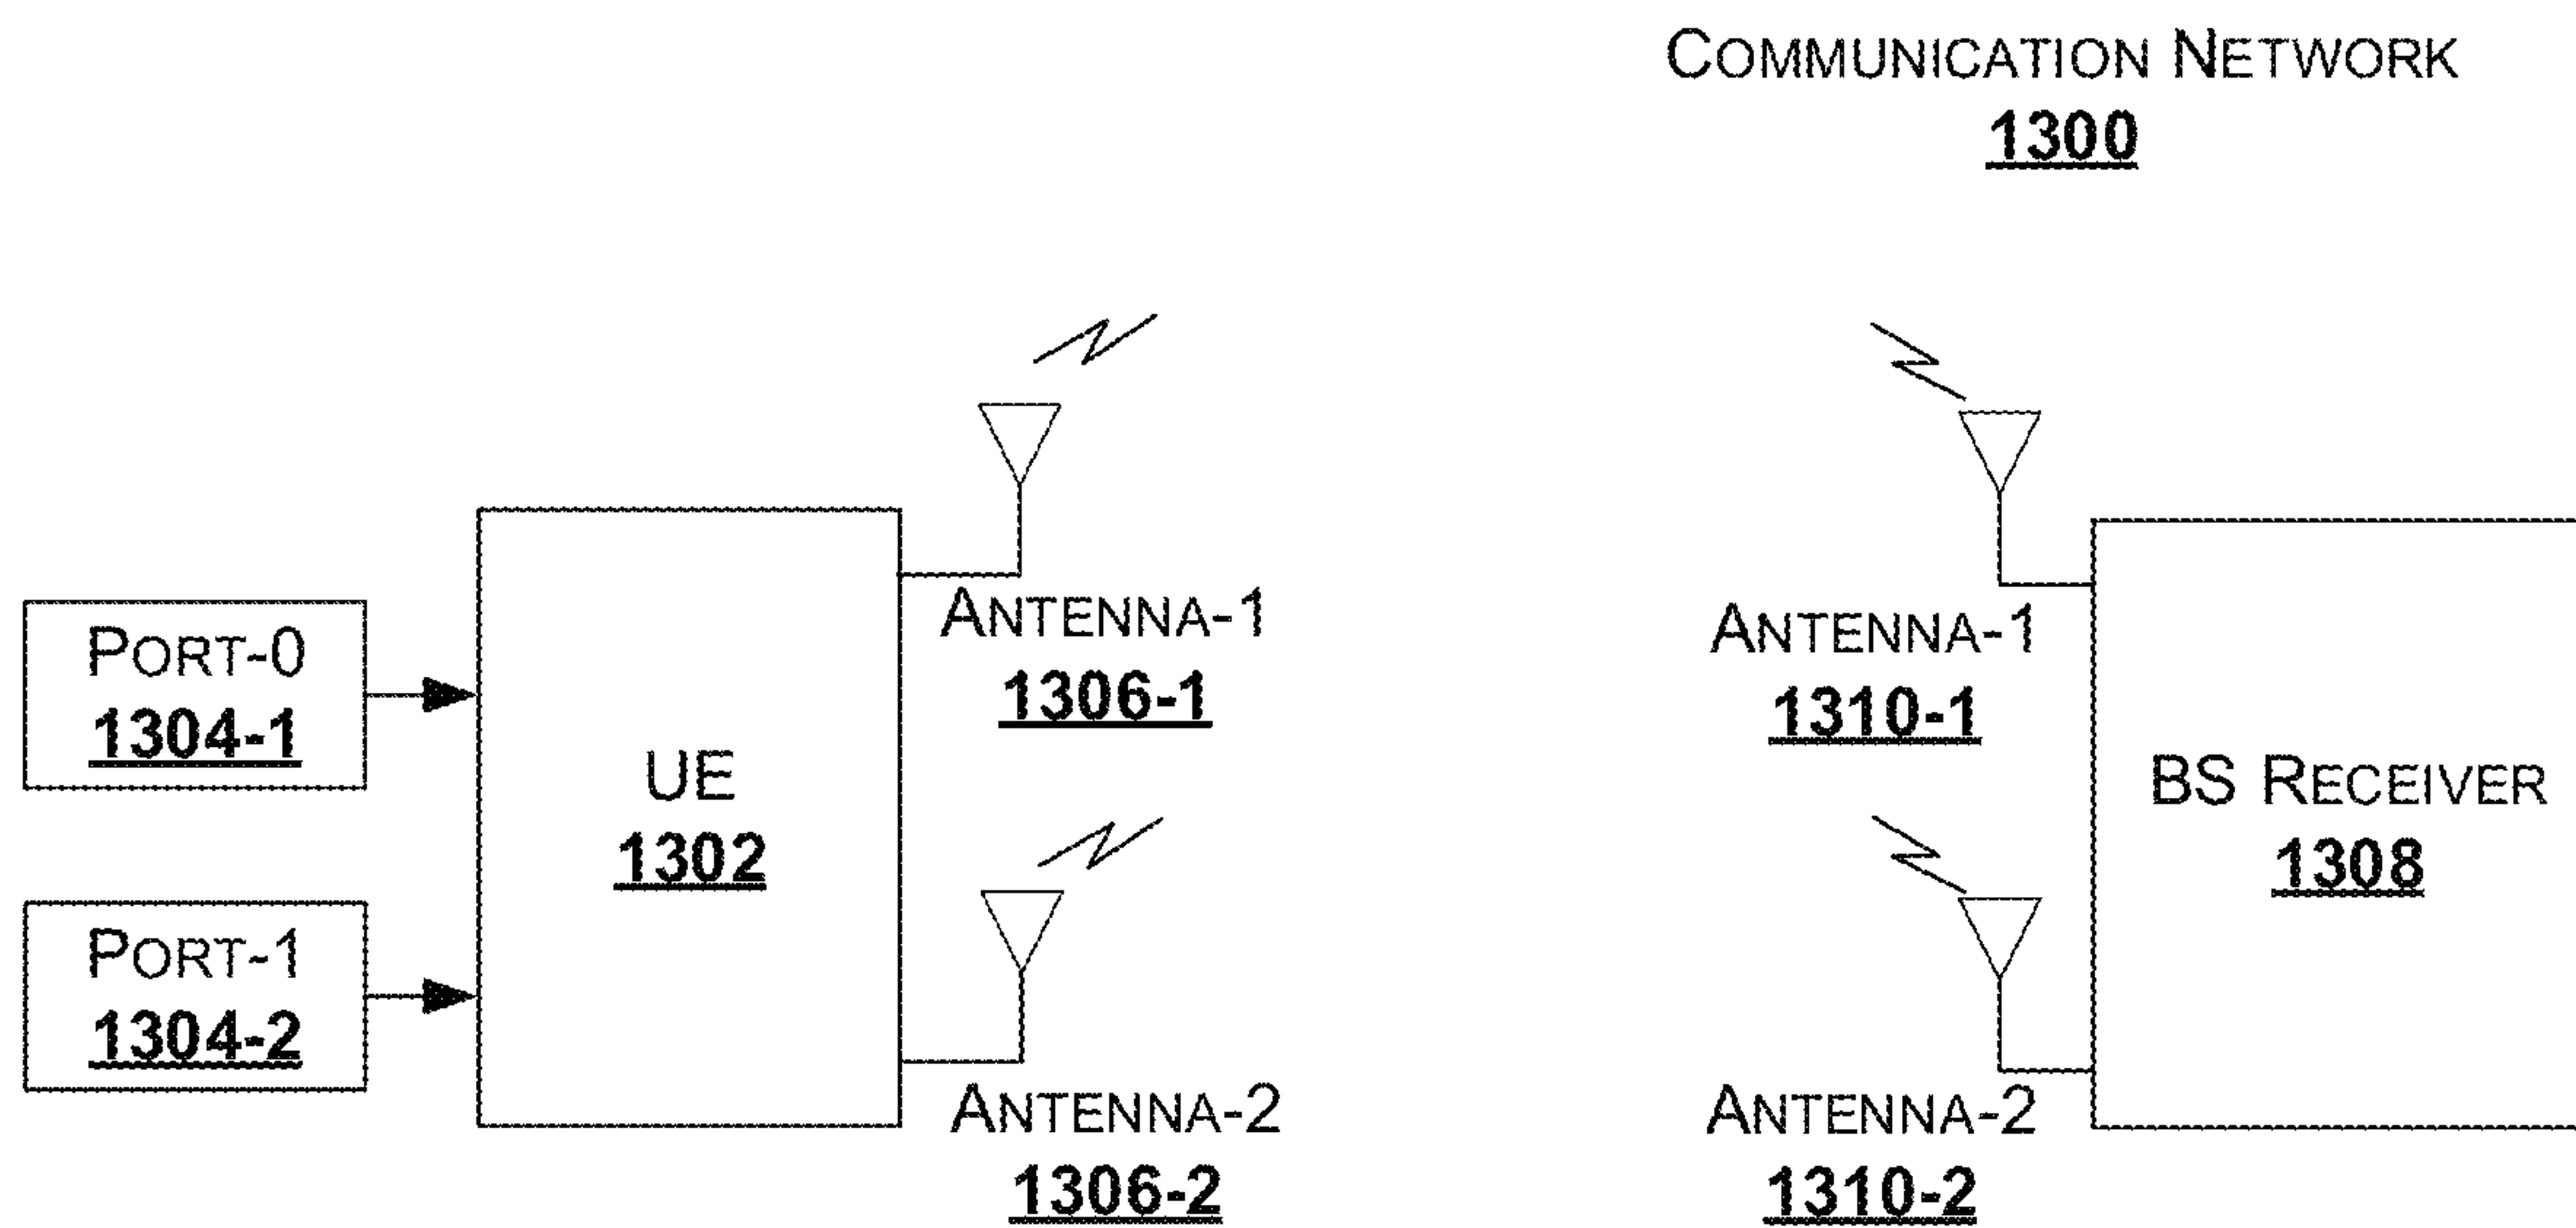 COMMUNICATION NETWORK
1300
PORT-0
1304-1
PORT-1
1304-2
UE
1302
ANTENNA-1
1306-1
ANTENNA-2
1306-2
ANTENNA-1
1310-1
ANTENNA-2
1310-2
BS RECEIVER
1308